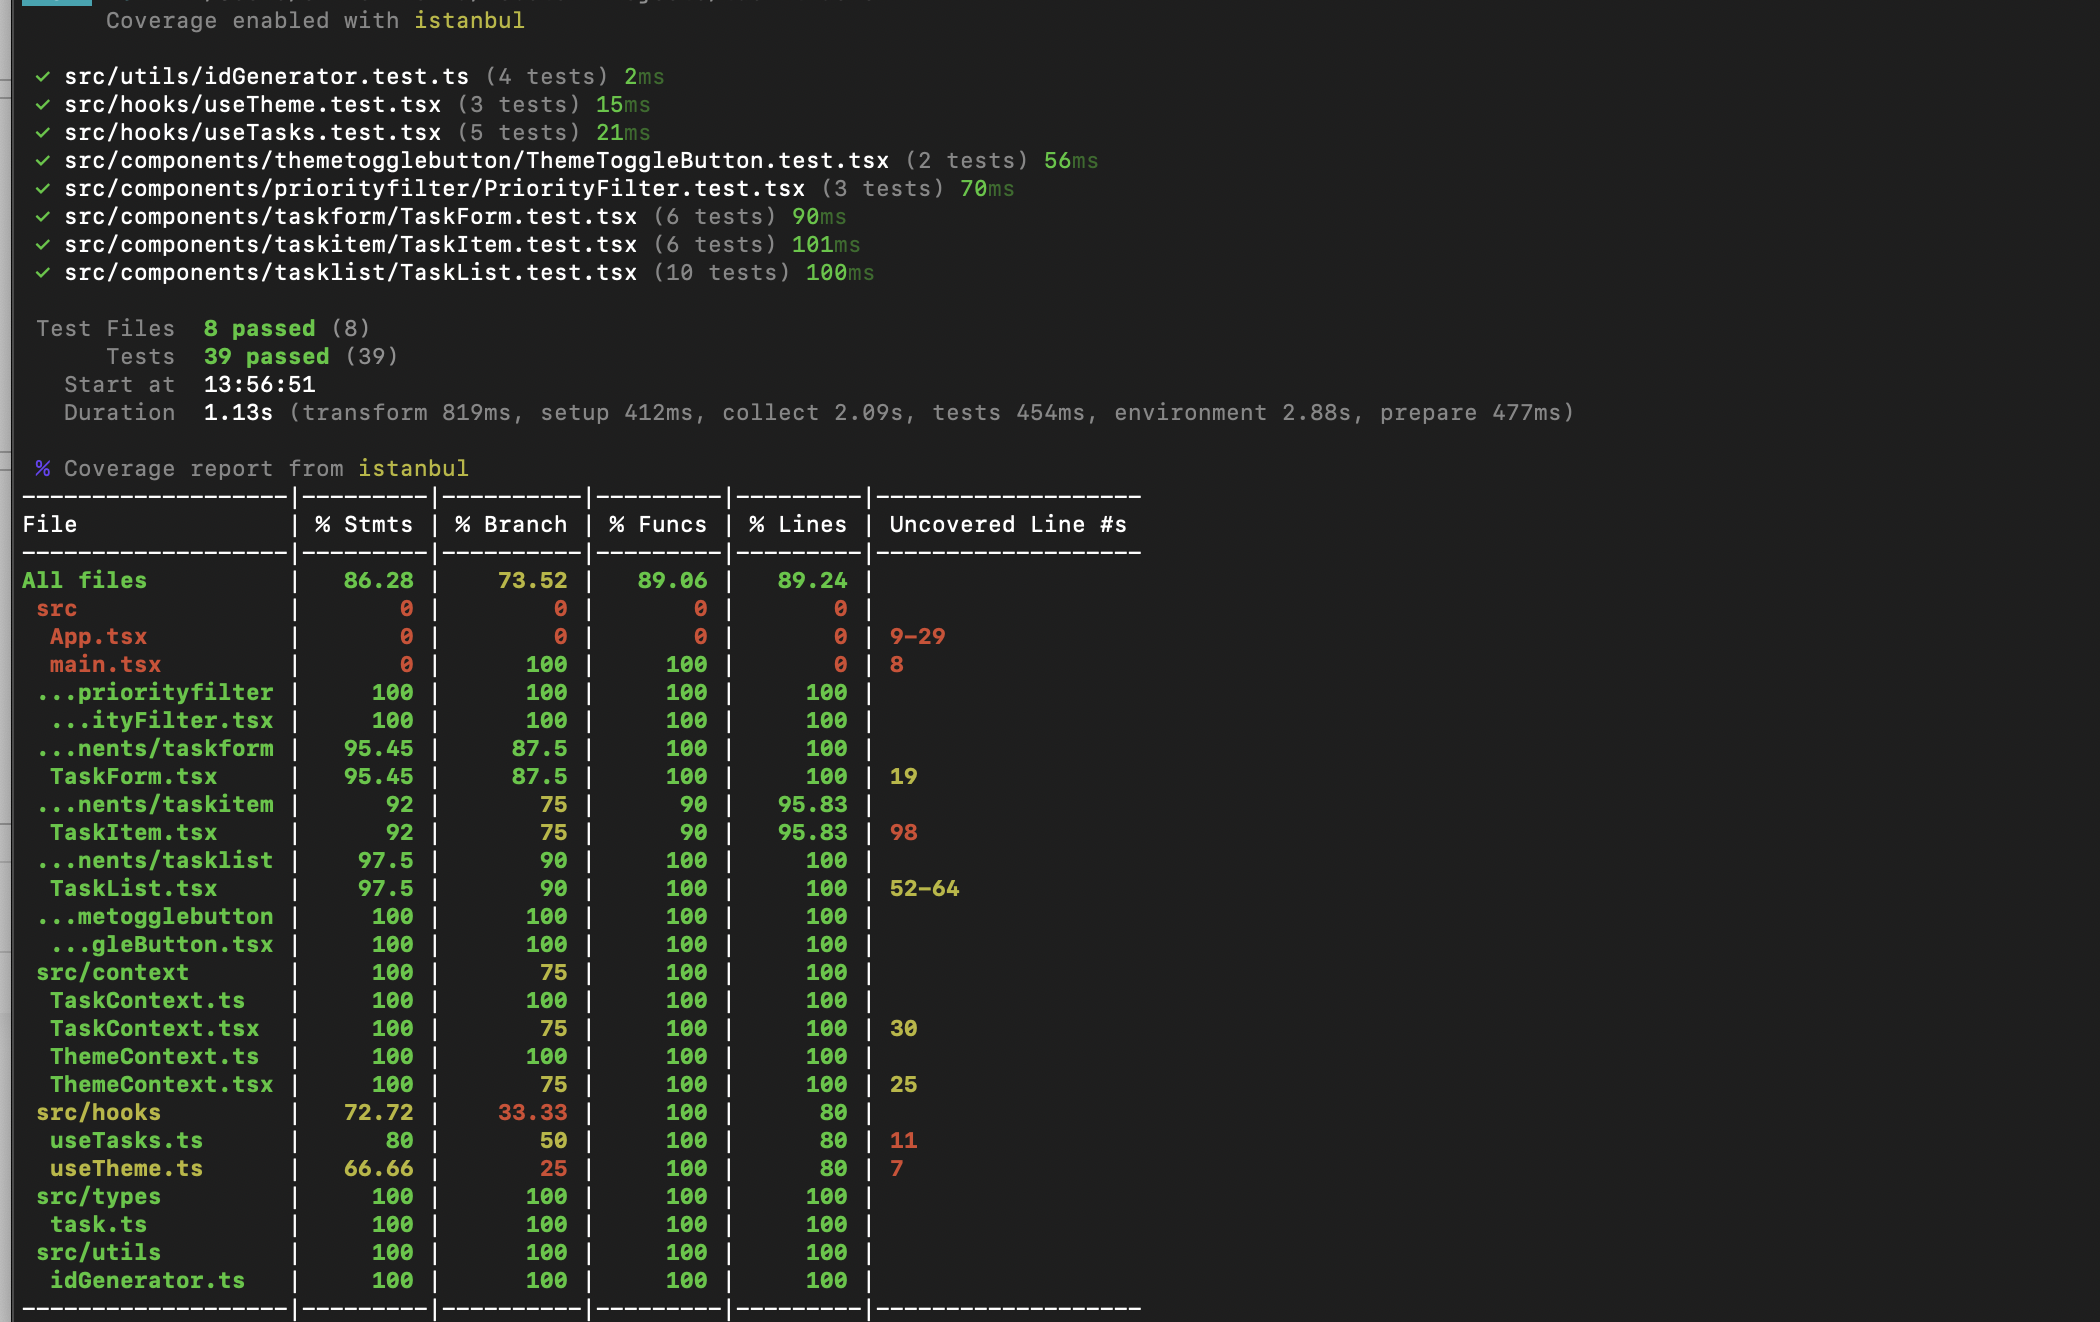 Coverage enabled with istanbul
✓ src/utils/idGenerator.test.ts (4 tests) 2ms
✓ src/hooks/useTheme.test.tsx (3 tests) 15ms
✓ src/hooks/useTasks.test.tsx (5 tests) 21ms
✓ src/components/themetogglebutton/ThemeToggleButton.test.tsx (2 tests) 56ms
✓ src/components/priorityfilter/PriorityFilter.test.tsx (3 tests) 70ms
✓ src/components/taskform/TaskForm.test.tsx (6 tests) 90ms
✓ src/components/taskitem/TaskItem.test.tsx (6 tests) 101ms
✓ src/components/tasklist/TaskList.test.tsx (10 tests) 100ms
Test Files 8 passed (8)
Tests 39 passed (39)
Start at 13:56:51
Duration 1.13s (transform 819ms, setup 412ms, collect 2.09s, tests 454ms, environment 2.88s, prepare 477ms)
% Coverage report from istanbul
-------------------|---------|----------|---------|---------|-------------------
File | % Stmts | % Branch | % Funcs | % Lines | Uncovered Line #s
-------------------|---------|----------|---------|---------|-------------------
All files | 86.28 | 73.52 | 89.06 | 89.24 |
src | 0 | 0 | 0 | 0 |
App.tsx | 0 | 0 | 0 | 0 | 9-29
main.tsx | 0 | 100 | 100 | 0 | 8
...priorityfilter | 100 | 100 | 100 | 100 |
...ityFilter.tsx | 100 | 100 | 100 | 100 |
...nents/taskform | 95.45 | 87.5 | 100 | 100 |
TaskForm.tsx | 95.45 | 87.5 | 100 | 100 | 19
...nents/taskitem | 92 | 75 | 90 | 95.83 |
TaskItem.tsx | 92 | 75 | 90 | 95.83 | 98
...nents/tasklist | 97.5 | 90 | 100 | 100 |
TaskList.tsx | 97.5 | 90 | 100 | 100 | 52-64
...metogglebutton | 100 | 100 | 100 | 100 |
...gleButton.tsx | 100 | 100 | 100 | 100 |
src/context | 100 | 75 | 100 | 100 |
TaskContext.ts | 100 | 100 | 100 | 100 |
TaskContext.tsx | 100 | 75 | 100 | 100 | 30
ThemeContext.ts | 100 | 100 | 100 | 100 |
ThemeContext.tsx | 100 | 75 | 100 | 100 | 25
src/hooks | 72.72 | 33.33 | 100 | 80 |
useTasks.ts | 80 | 50 | 100 | 80 | 11
useTheme.ts | 66.66 | 25 | 100 | 80 | 7
src/types | 100 | 100 | 100 | 100 |
task.ts | 100 | 100 | 100 | 100 |
src/utils | 100 | 100 | 100 | 100 |
idGenerator.ts | 100 | 100 | 100 | 100 |
-------------------|---------|----------|---------|---------|-------------------